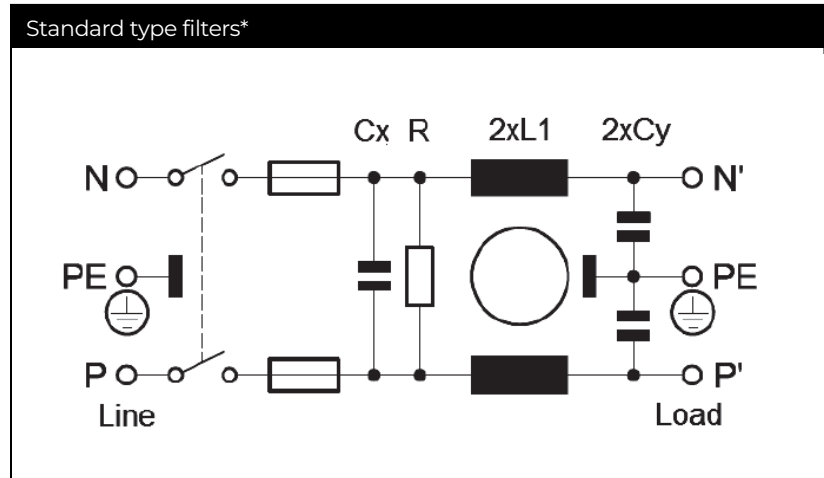 Standard type filters*
Cx R 2xL1 2xCy
N N'
PE PE
P P'
Line Load